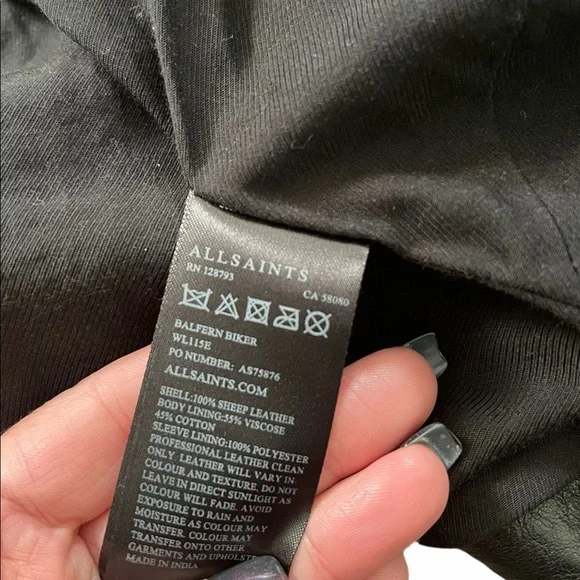 ALLSAINTS
RN 128793 CA 58080
BALFERN BIKER
WL115E
PO NUMBER: AS75876
ALLSAINTS.COM
SHELL:100% SHEEP LEATHER
BODY LINING:55% VISCOSE
45% COTTON
SLEEVE LINING:100% POLYESTER
PROFESSIONAL LEATHER CLEAN
ONLY LEATHER WILL VARY IN
COLOUR AND TEXTURE. DO NOT
LEAVE IN DIRECT SUNLIGHT AS
COLOUR WILL FADE. AVOID
EXPOSURE TO RAIN AND
MOISTURE AS COLOUR MAY
TRANSFER. COLOUR MAY
TRANSFER ONTO OTHER
GARMENTS AND UPHOLST
MADE IN INDIA